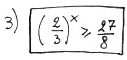 3) (2/3)^x ≥ 27/8